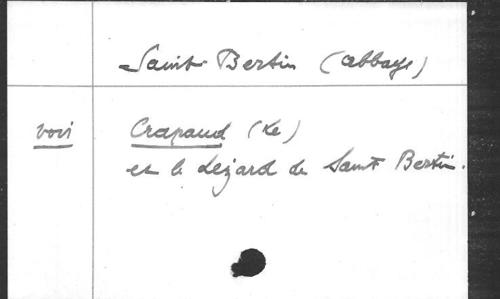 Saint-Bertin (abbaye)
voir Crapaud (Le)
et le Lézard de Saint Bertin.